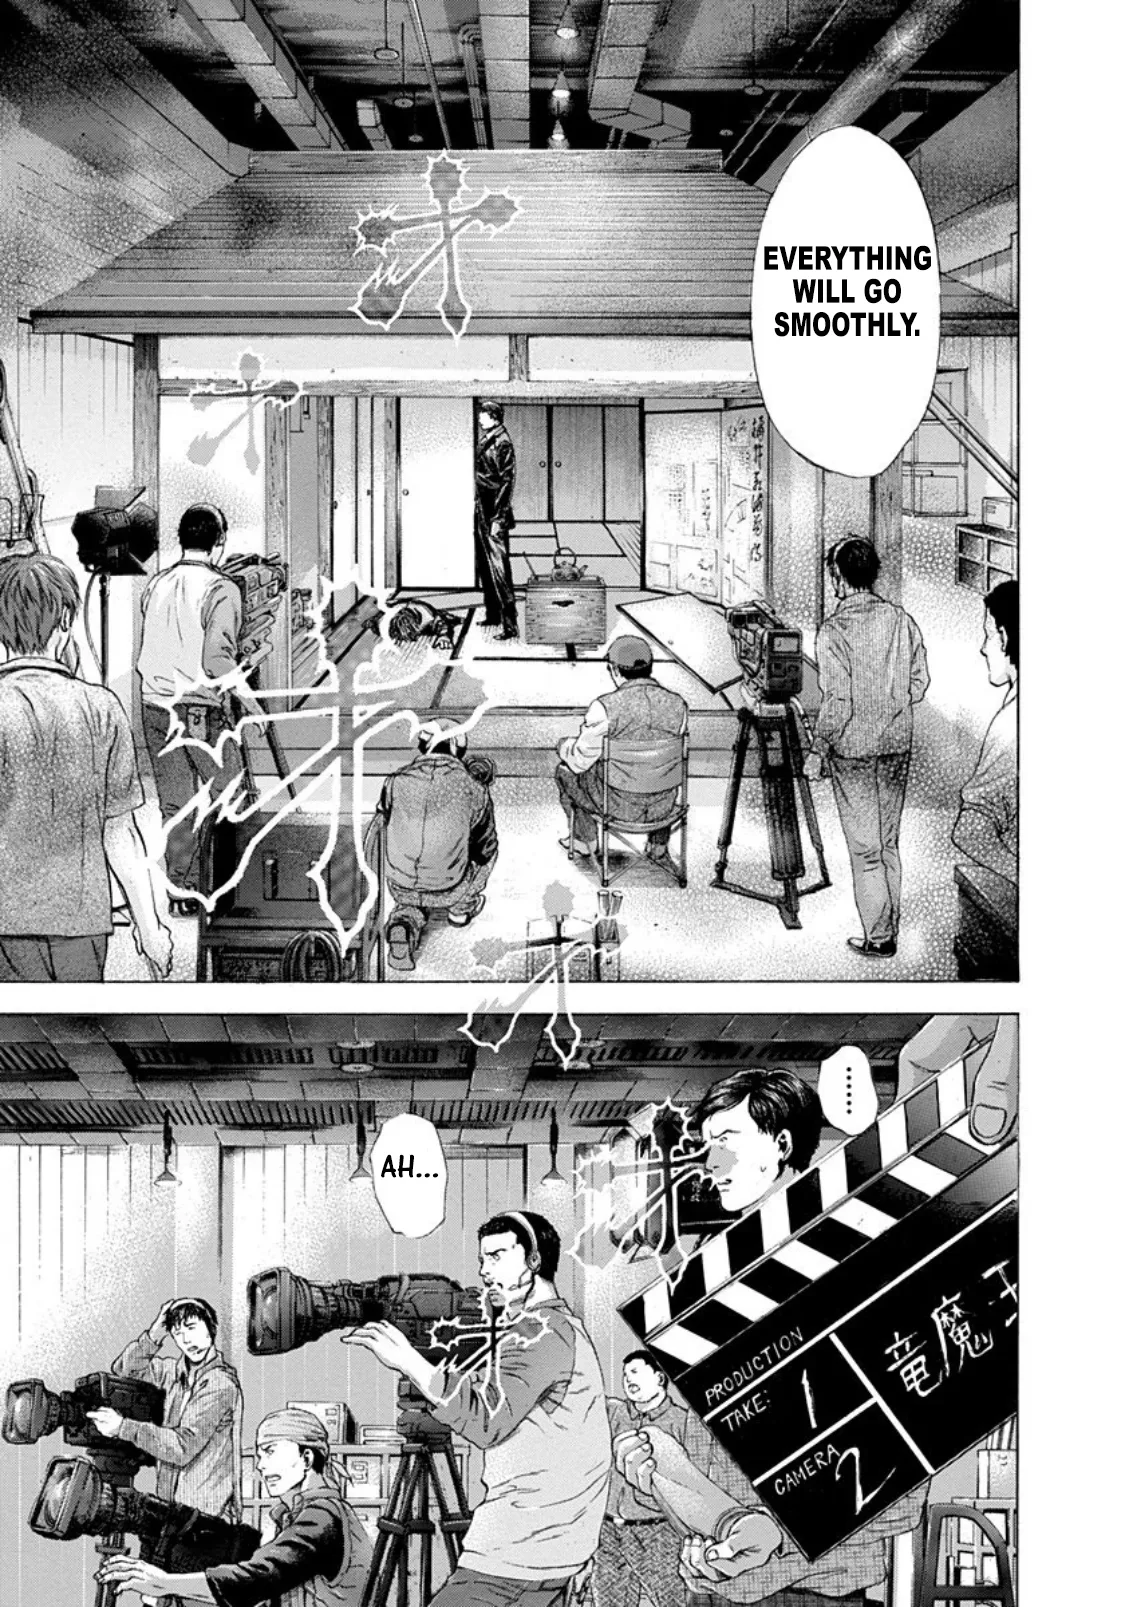 EVERYTHING
WILL GO
SMOOTHLY.
......
AH...
竜魔王
PRODUCTION
TAKE: 1
CAMERA 2